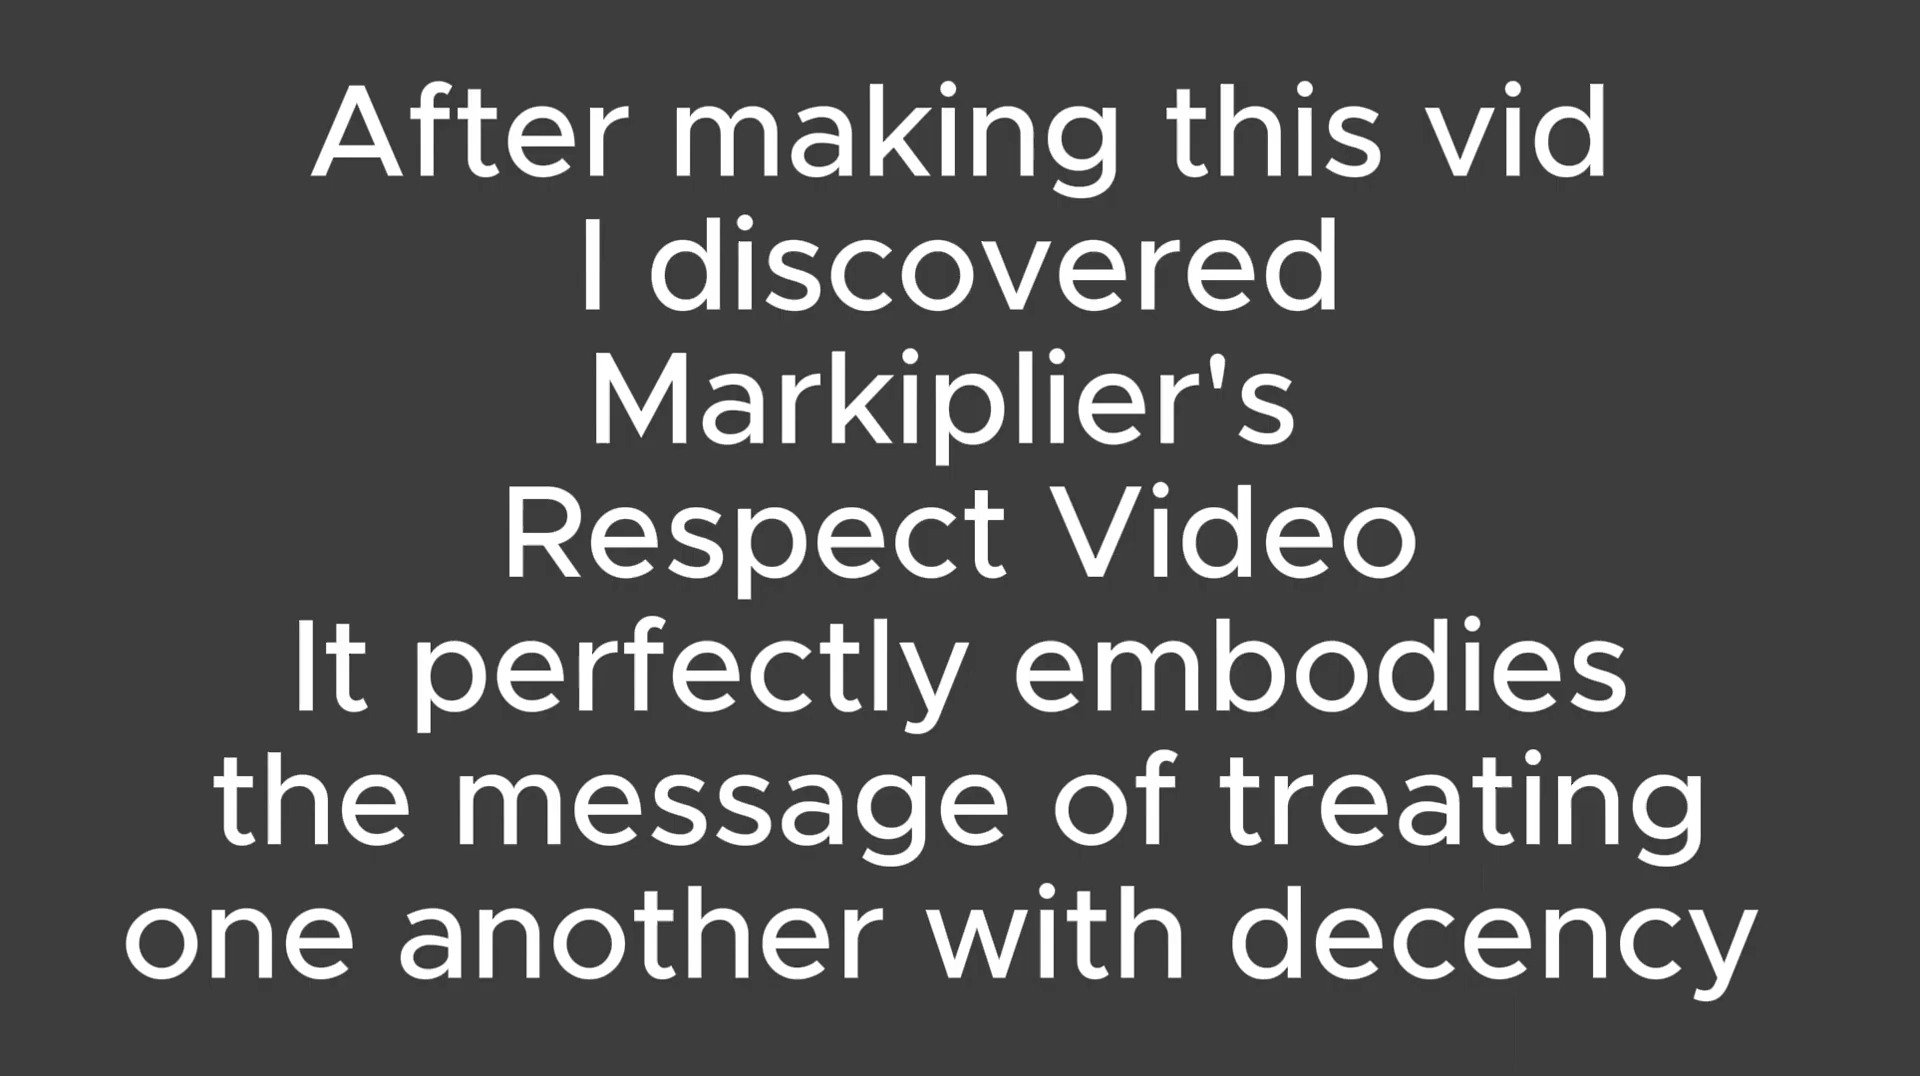 After making this vid
I discovered
Markiplier's
Respect Video
It perfectly embodies
the message of treating
one another with decency